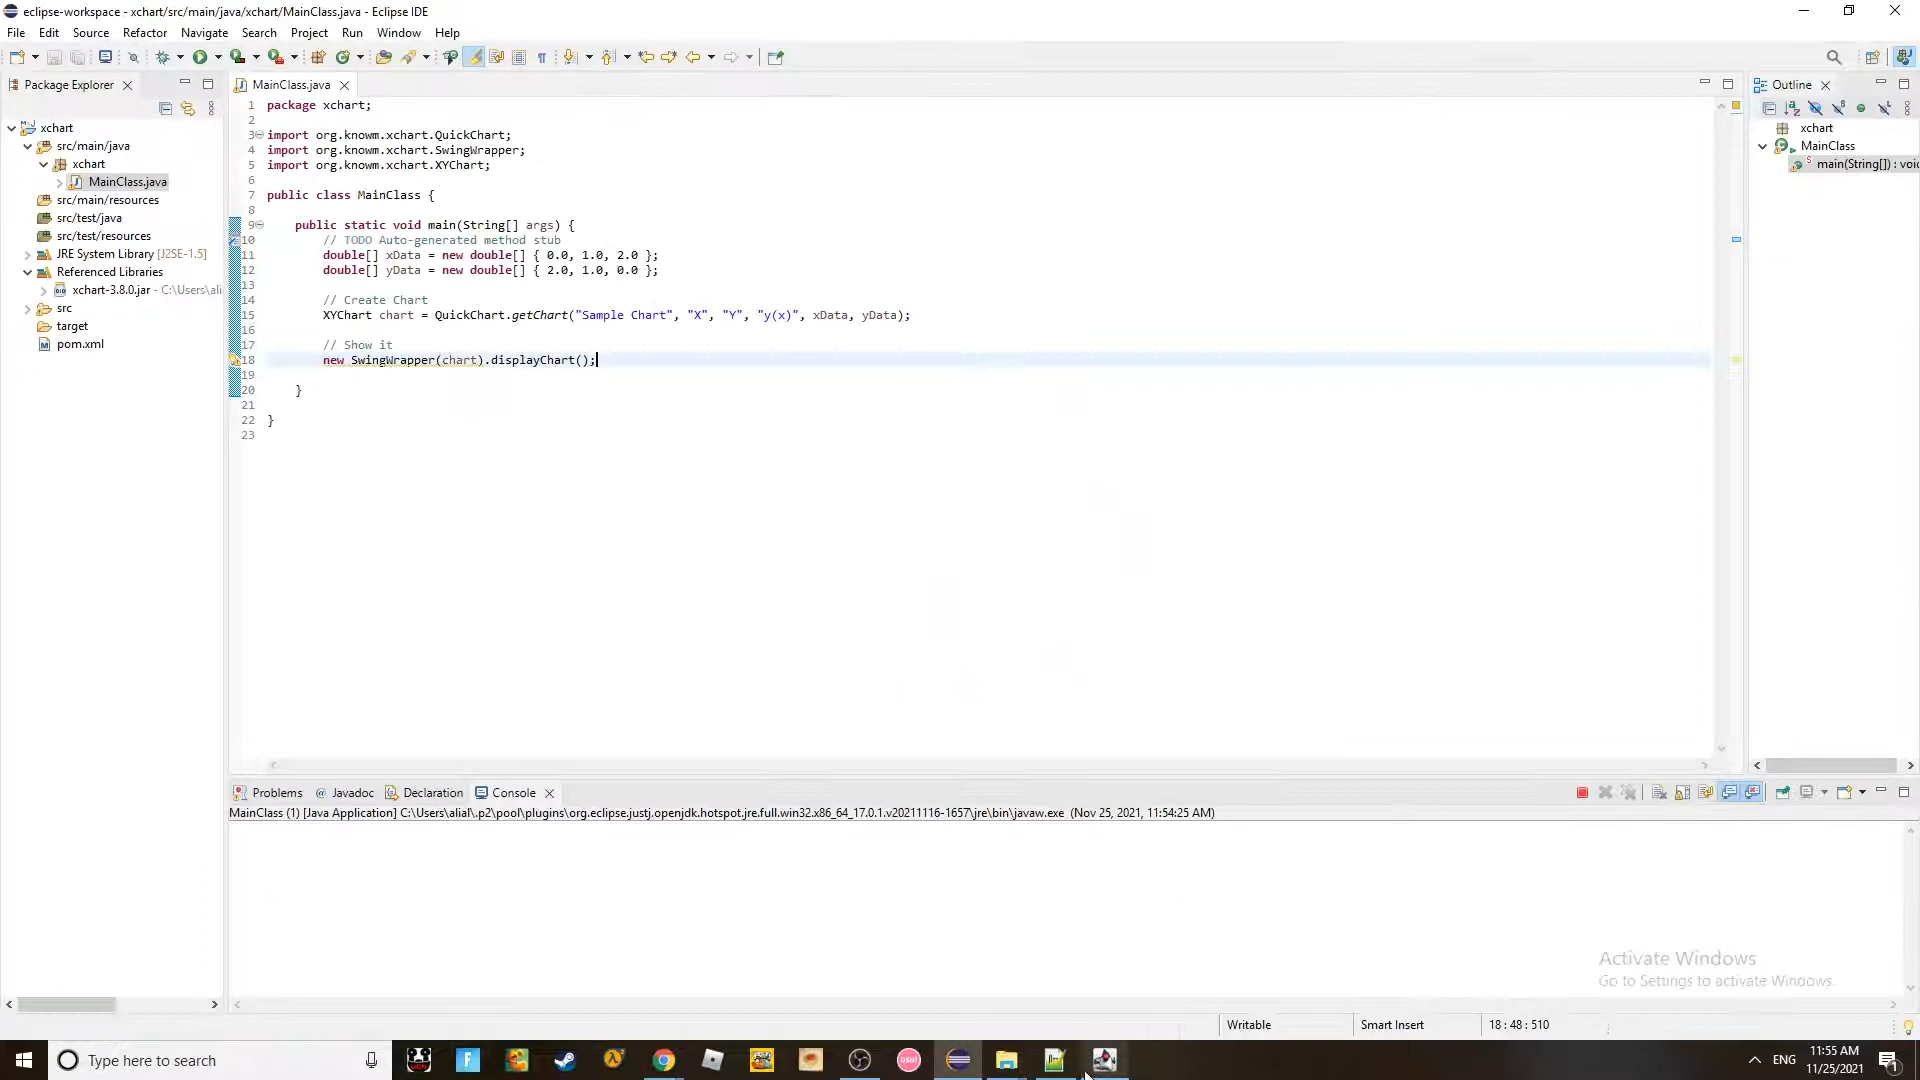 eclipse-workspace - xchart/src/main/java/xchart/MainClass.java - Eclipse IDE
File Edit Source Refactor Navigate Search Project Run Window Help
Package Explorer
xchart
src/main/java
xchart
MainClass.java
src/main/resources
src/test/java
src/test/resources
JRE System Library [J2SE-1.5]
Referenced Libraries
xchart-3.8.0.jar - C:\Users\ali
src
target
pom.xml
MainClass.java
1 package xchart;
2
3 import org.knowm.xchart.QuickChart;
4 import org.knowm.xchart.SwingWrapper;
5 import org.knowm.xchart.XYChart;
6
7 public class MainClass {
8
9 public static void main(String[] args) {
10 // TODO Auto-generated method stub
11 double[] xData = new double[] { 0.0, 1.0, 2.0 };
12 double[] yData = new double[] { 2.0, 1.0, 0.0 };
13
14 // Create Chart
15 XYChart chart = QuickChart.getChart("Sample Chart", "X", "Y", "y(x)", xData, yData);
16
17 // Show it
18 new SwingWrapper(chart).displayChart();
19
20 }
21
22 }
23
Outline
xchart
MainClass
main(String[]) : voi
Problems Javadoc Declaration Console
MainClass (1) [Java Application] C:\Users\alial\.p2\pool\plugins\org.eclipse.justj.openjdk.hotspot.jre.full.win32.x86_64_17.0.1.v20211116-1657\jre\bin\javaw.exe (Nov 25, 2021, 11:54:25 AM)
Activate Windows
Go to Settings to activate Windows.
Writable Smart Insert 18 : 48 : 510
Type here to search
osu!
ENG
11:55 AM
11/25/2021
1